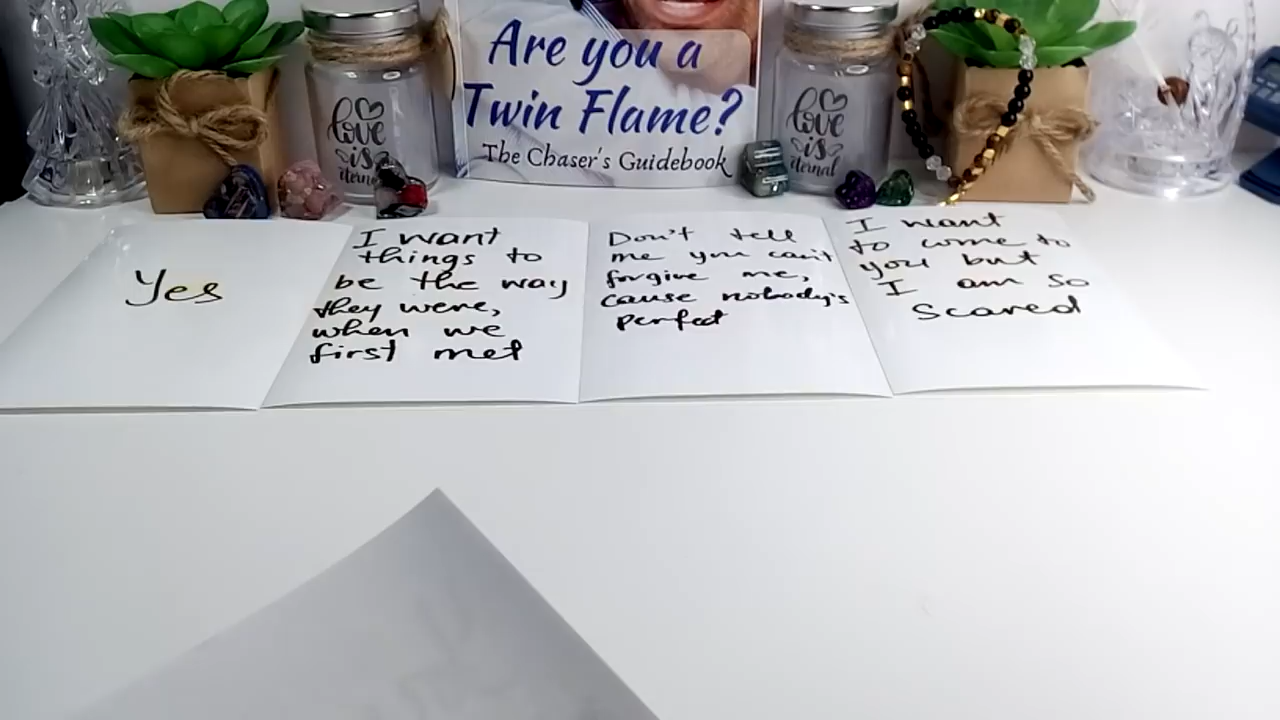 Are you a
Twin Flame?
The Chaser's Guidebook
love
is
eternal
love
is
eternal
Yes
I want
things to
be the way
they were,
when we
first met
Don't tell
me you can't
forgive me,
cause nobody's
perfect
I want
to come to
you but
I am so
scared